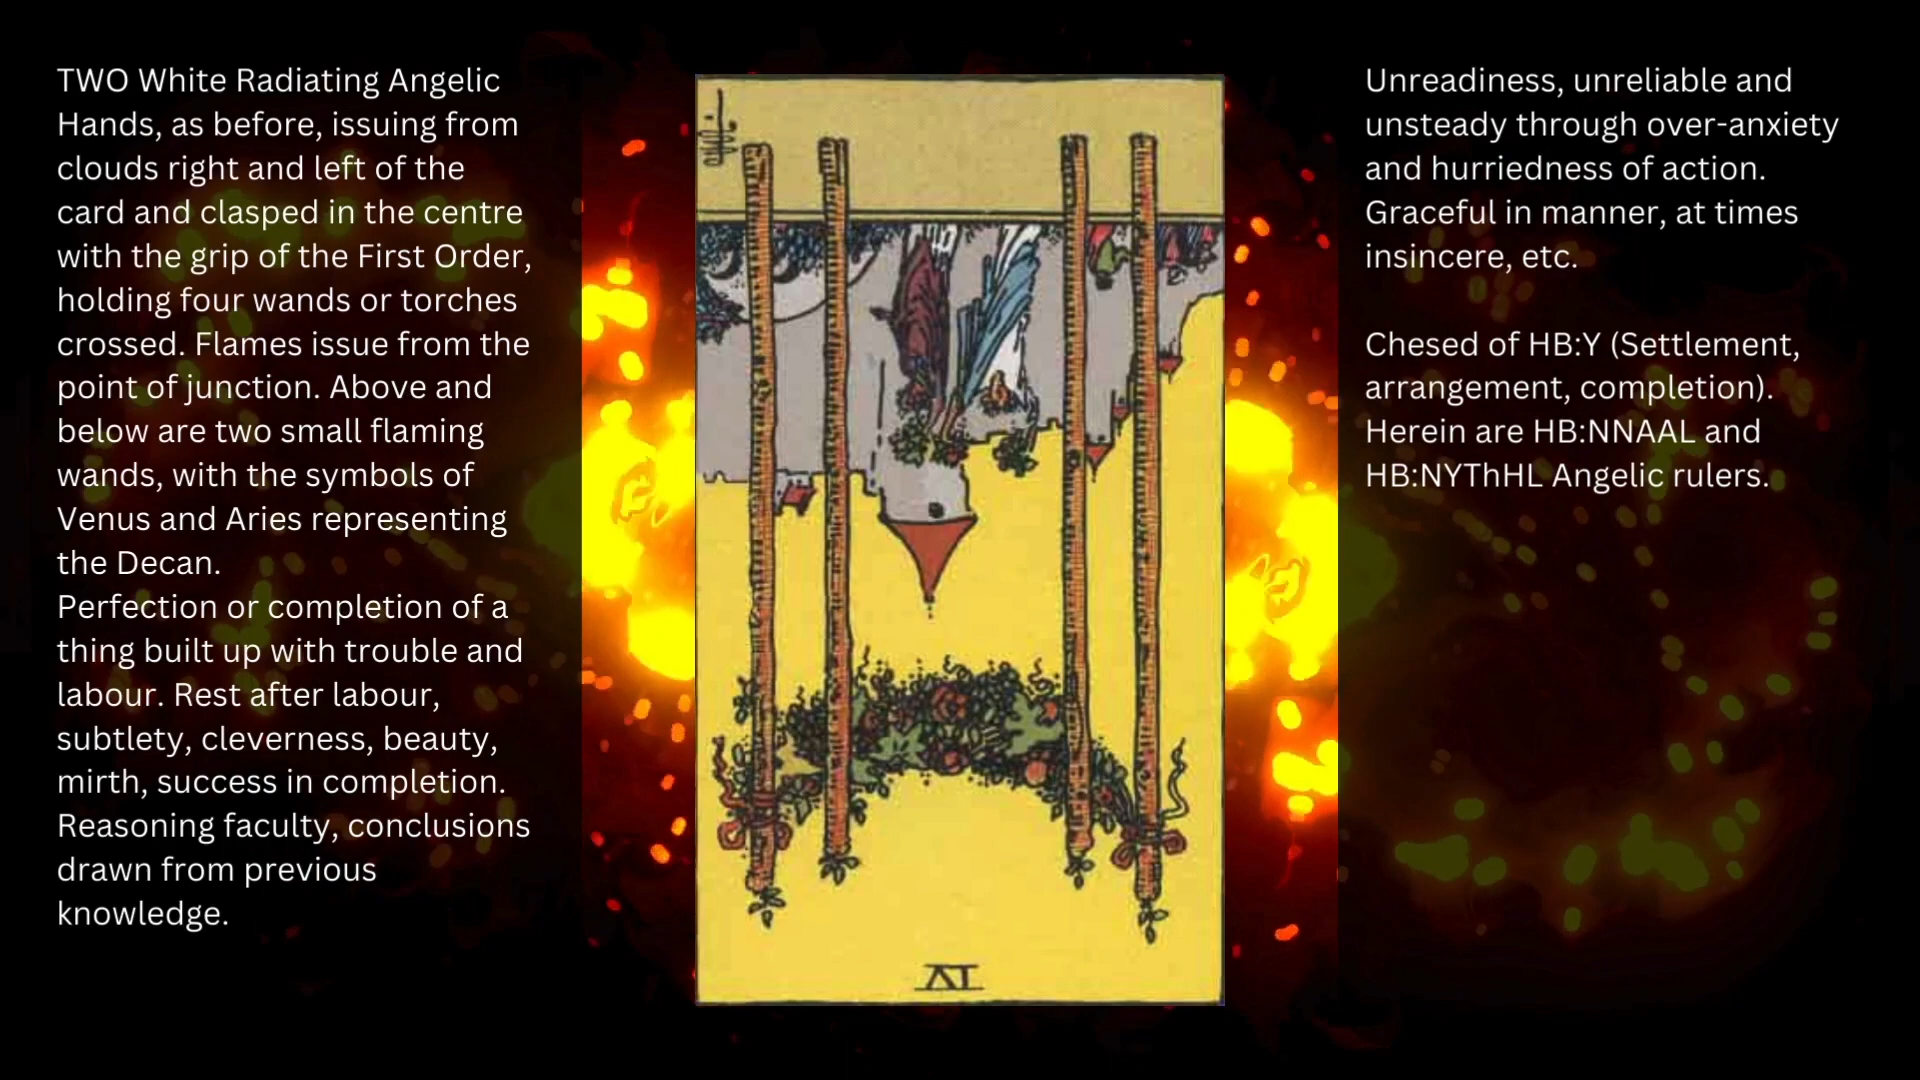 TWO White Radiating Angelic
Hands, as before, issuing from
clouds right and left of the
card and clasped in the centre
with the grip of the First Order,
holding four wands or torches
crossed. Flames issue from the
point of junction. Above and
below are two small flaming
wands, with the symbols of
Venus and Aries representing
the Decan.
Perfection or completion of a
thing built up with trouble and
labour. Rest after labour,
subtlety, cleverness, beauty,
mirth, success in completion.
Reasoning faculty, conclusions
drawn from previous
knowledge.
IV
Unreadiness, unreliable and
unsteady through over-anxiety
and hurriedness of action.
Graceful in manner, at times
insincere, etc.
Chesed of HB:Y (Settlement,
arrangement, completion).
Herein are HB:NNAAL and
HB:NYThHL Angelic rulers.